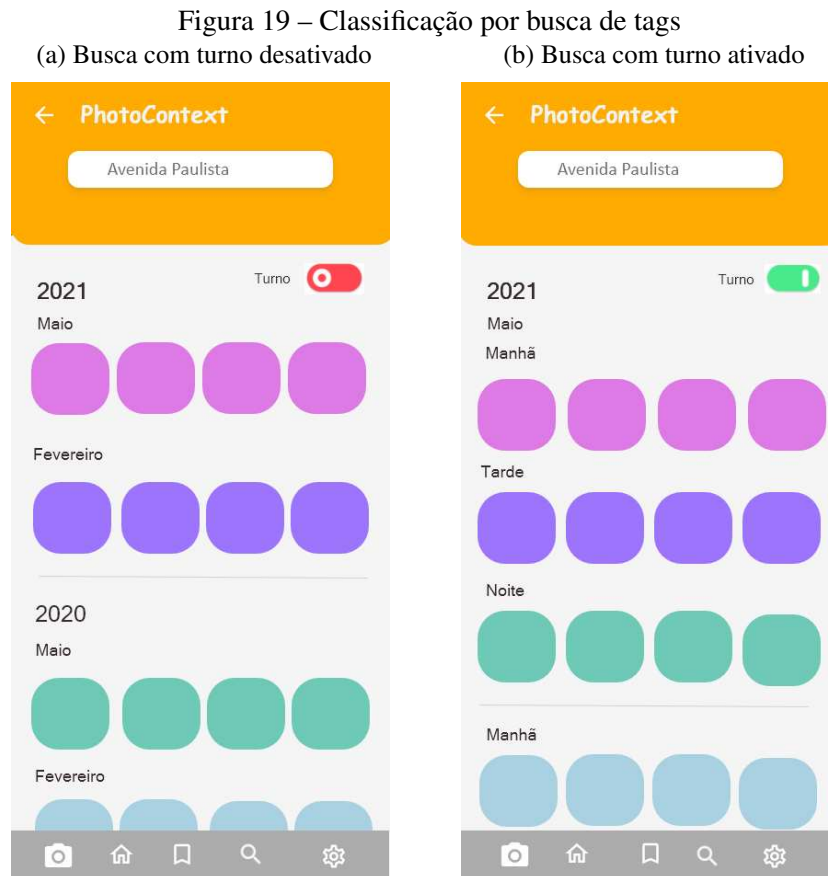 Figura 19 – Classificação por busca de tags
(a) Busca com turno desativado
(b) Busca com turno ativado
PhotoContext
Avenida Paulista
Turno
2021
Maio
Fevereiro
2020
Maio
Fevereiro
PhotoContext
Avenida Paulista
Turno
2021
Maio
Manhã
Tarde
Noite
Manhã